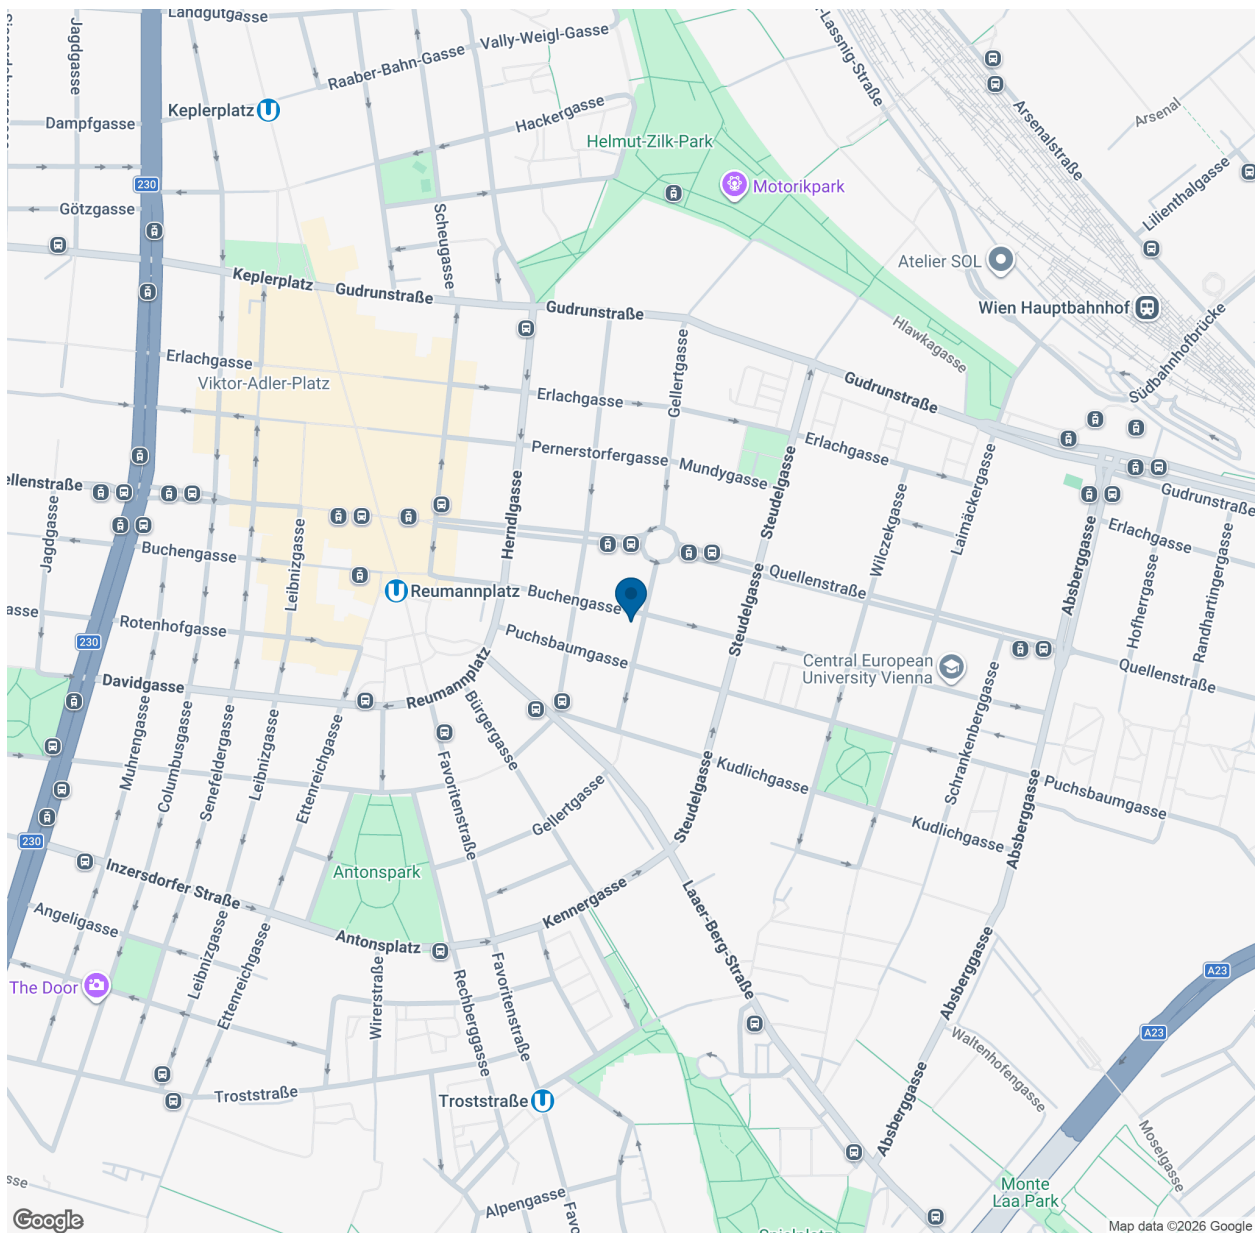 Landgutgasse
Vally-Weigl-Gasse
Raaber-Bahn-Gasse
Jagdgasse
-Lassnig-Straße
Keplerplatz
Hackergasse
Arsenalstraße
Arsenal
Dampfgasse
Helmut-Zilk-Park
Motorikpark
230
Lilienthalgasse
Götzgasse
Scheugasse
Atelier SOL
Keplerplatz
Gudrunstraße
Gudrunstraße
Wien Hauptbahnhof
Hlawkagasse
Südbahnhofbrücke
Erlachgasse
Viktor-Adler-Platz
Gellertgasse
Gudrunstraße
Erlachgasse
Erlachgasse
Pernerstorfergasse
Mundygasse
ellenstraße
Jagdgasse
Leibnizgasse
Herndlgasse
Steudelgasse
Wilczekgasse
Laimäckergasse
Gudrunstraße
Erlachgasse
Absberggasse
Hofherrgasse
Randhartingergasse
Buchengasse
Reumannplatz
Buchengasse
Quellenstraße
asse
Rotenhofgasse
Puchsbaumgasse
Steudelgasse
230
Central European
University Vienna
Quellenstraße
Davidgasse
Reumannplatz
Bürgergasse
Schrankenberggasse
Muhrengasse
Columbusgasse
Senefeldergasse
Leibnizgasse
Ettenreichgasse
Favoritenstraße
Gellertgasse
Steudelgasse
Kudlichgasse
Puchsbaumgasse
Absberggasse
Kudlichgasse
230
Inzersdorfer Straße
Antonspark
Kennergasse
Laaer-Berg-Straße
Angeligasse
Antonsplatz
Leibnizgasse
Ettenreichgasse
Wirerstraße
Rechberggasse
Favoritenstraße
Absberggasse
A23
The Door
A23
Waltenhofengasse
Troststraße
Troststraße
Absberggasse
Moselgasse
sse
Alpengasse
Favo
Monte
Laa Park
Spielplatz
Google
Map data ©2026 Google